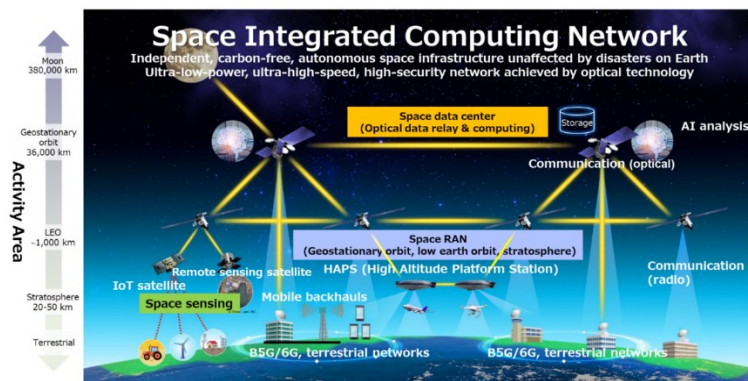 Space Integrated Computing Network
Independent, carbon-free, autonomous space infrastructure unaffected by disasters on Earth
Ultra-low-power, ultra-high-speed, high-security network achieved by optical technology
Activity Area
Moon
380,000 km
Geostationary
orbit
36,000 km
LEO
~1,000 km
Stratosphere
20-50 km
Terrestrial
Space data center
(Optical data relay & computing)
Storage
AI analysis
Communication (optical)
Space RAN
(Geostationary orbit, low earth orbit, stratosphere)
HAPS (High Altitude Platform Station)
Remote sensing satellite
IoT satellite
Space sensing
Mobile backhauls
Communication
(radio)
B5G/6G, terrestrial networks
B5G/6G, terrestrial networks